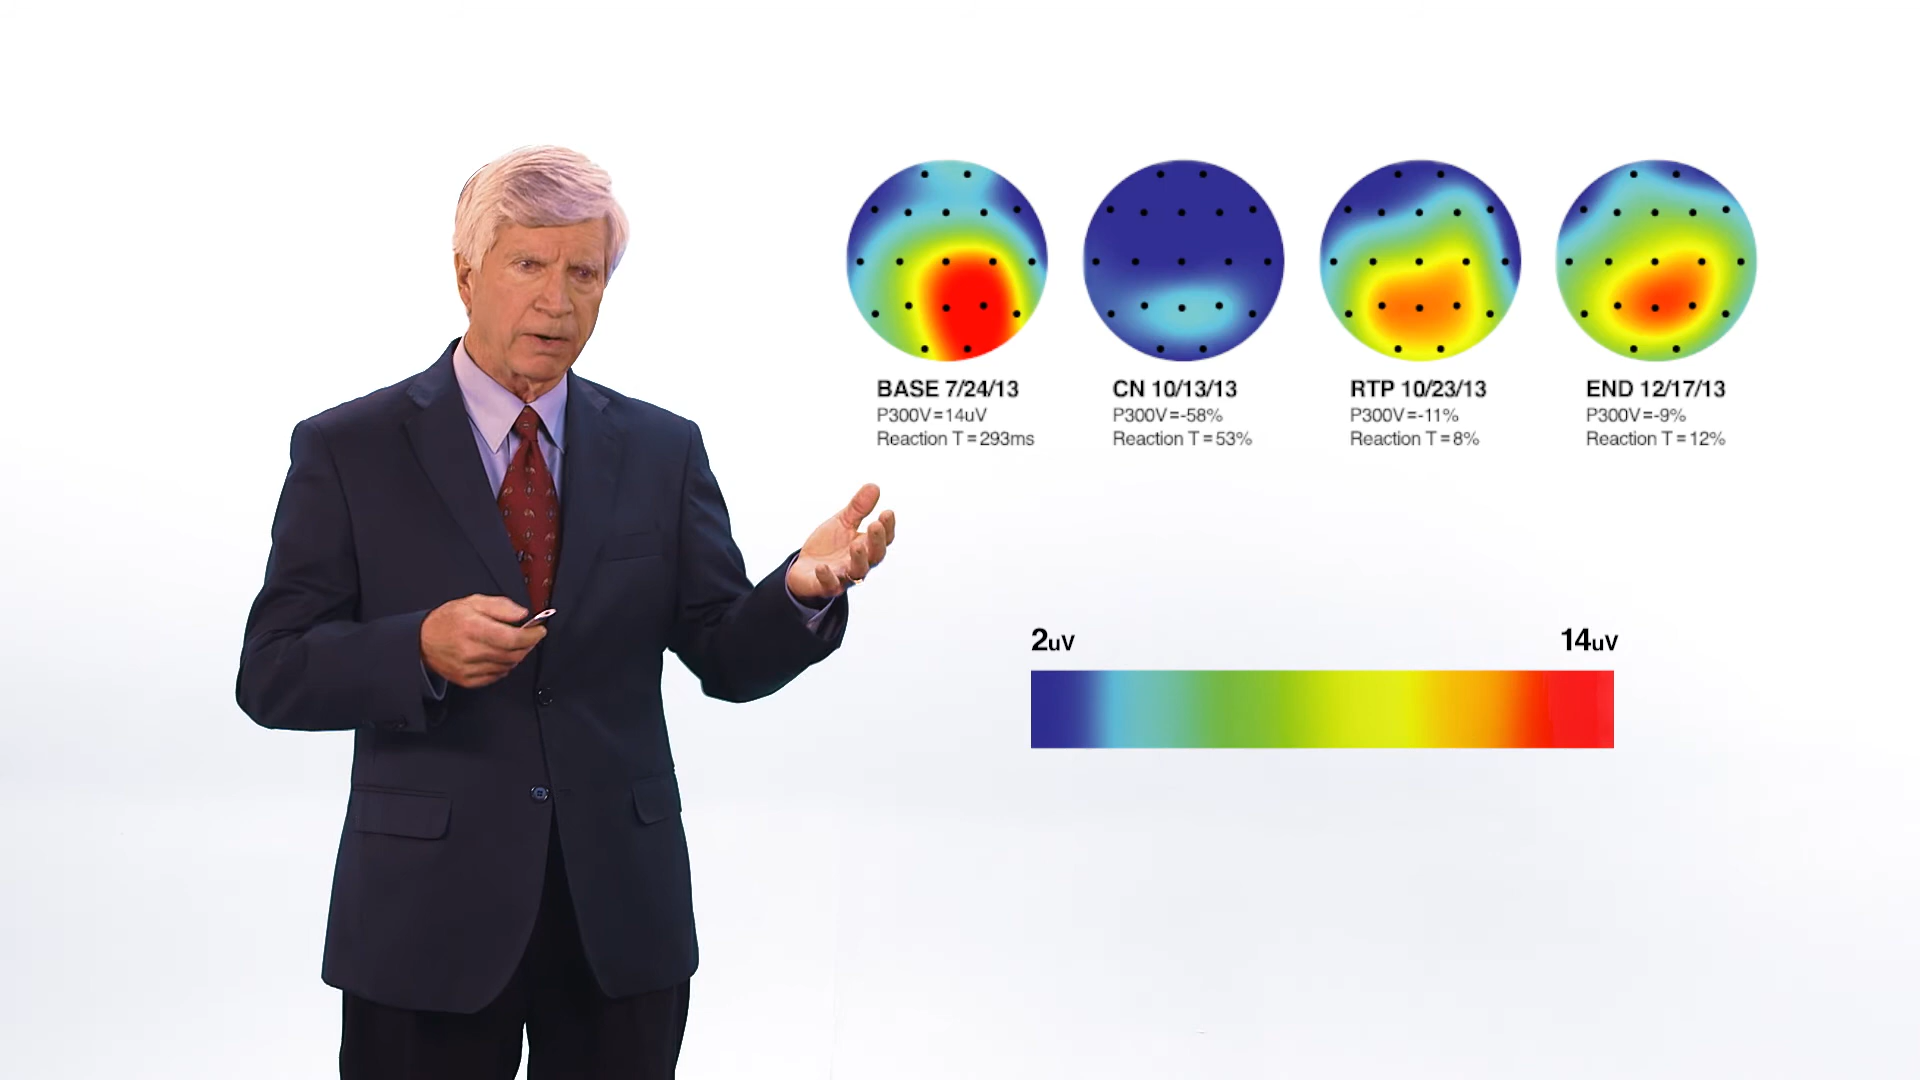 BASE 7/24/13
P300V=14uV
Reaction T=293ms
CN 10/13/13
P300V=-58%
Reaction T=53%
RTP 10/23/13
P300V=-11%
Reaction T=8%
END 12/17/13
P300V=-9%
Reaction T=12%
2uV
14uV